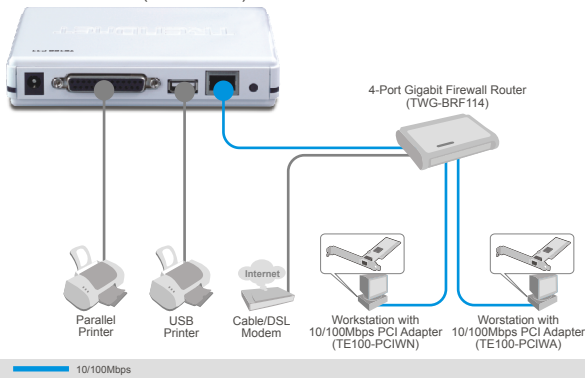 4-Port Gigabit Firewall Router
(TWG-BRF114)
Internet
Parallel
Printer
USB
Printer
Cable/DSL
Modem
Workstation with
10/100Mbps PCI Adapter
(TE100-PCIWN)
Worstation with
10/100Mbps PCI Adapter
(TE100-PCIWA)
10/100Mbps